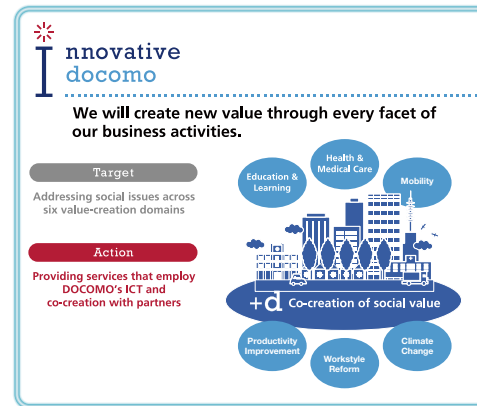 Innovative
docomo
We will create new value through every facet of
our business activities.
Target
Addressing social issues across
six value-creation domains
Action
Providing services that employ
DOCOMO's ICT and
co-creation with partners
Education &
Learning
Health &
Medical Care
Mobility
+d Co-creation of social value
Productivity
Improvement
Workstyle
Reform
Climate
Change